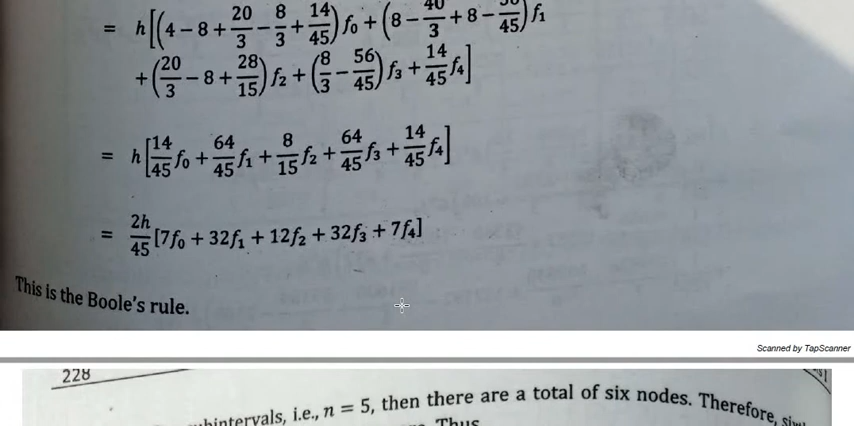 = h[(4 − 8 + 20/3 − 8/3 + 14/45) f₀ + (8 − 40/3 + 8 − /45) f₁
+ (20/3 − 8 + 28/15) f₂ + (8/3 − 56/45) f₃ + 14/45 f₄]
= h[14/45 f₀ + 64/45 f₁ + 8/15 f₂ + 64/45 f₃ + 14/45 f₄]
= 2h/45 [7f₀ + 32f₁ + 12f₂ + 32f₃ + 7f₄]
This is the Boole's rule.
Scanned by TapScanner
228
i.e., n = 5, then there are a total of six nodes. Therefore,
Thus